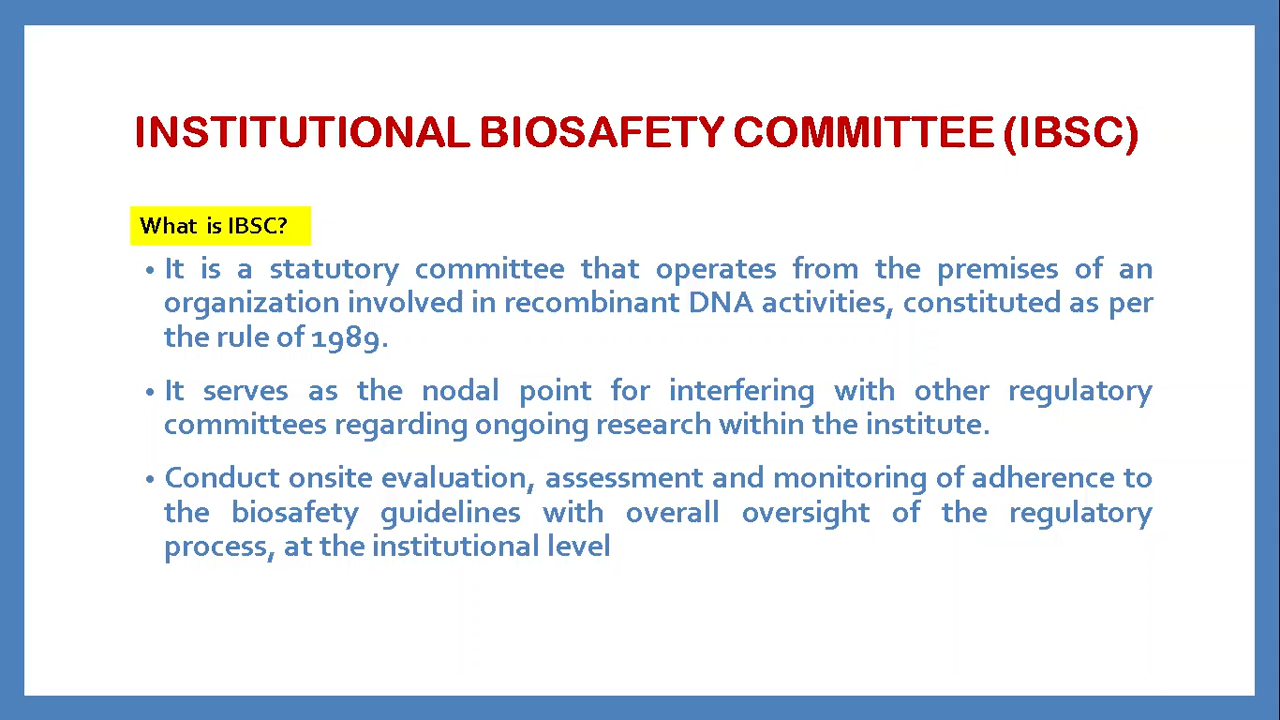 INSTITUTIONAL BIOSAFETY COMMITTEE (IBSC)
What is IBSC?
• It is a statutory committee that operates from the premises of an
organization involved in recombinant DNA activities, constituted as per
the rule of 1989.
• It serves as the nodal point for interfering with other regulatory
committees regarding ongoing research within the institute.
• Conduct onsite evaluation, assessment and monitoring of adherence to
the biosafety guidelines with overall oversight of the regulatory
process, at the institutional level